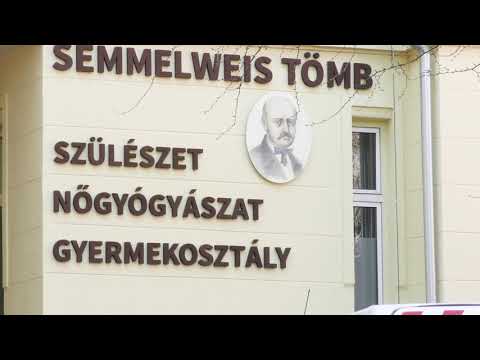 SEMMELWEIS TÖMB
SZÜLÉSZET
NŐGYÓGYÁSZAT
GYERMEKOSZTÁLY